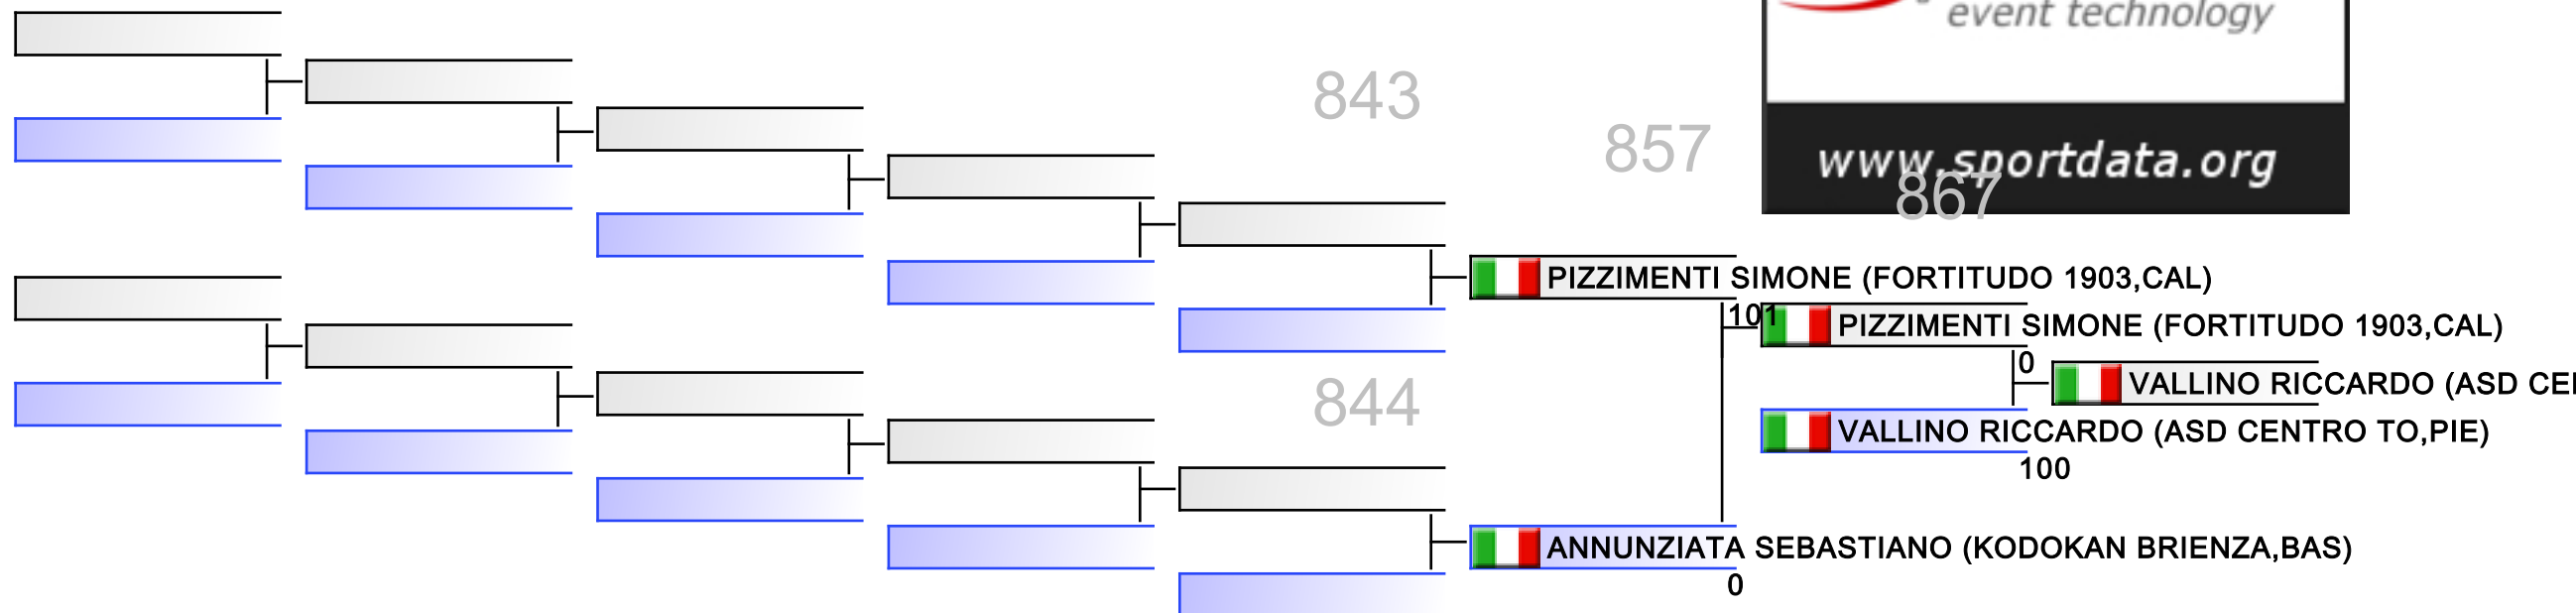 event technology
843
857
www.sportdata.org
867
PIZZIMENTI SIMONE (FORTITUDO 1903,CAL)
101
PIZZIMENTI SIMONE (FORTITUDO 1903,CAL)
0
VALLINO RICCARDO (ASD CE
844
VALLINO RICCARDO (ASD CENTRO TO,PIE)
100
ANNUNZIATA SEBASTIANO (KODOKAN BRIENZA,BAS)
0